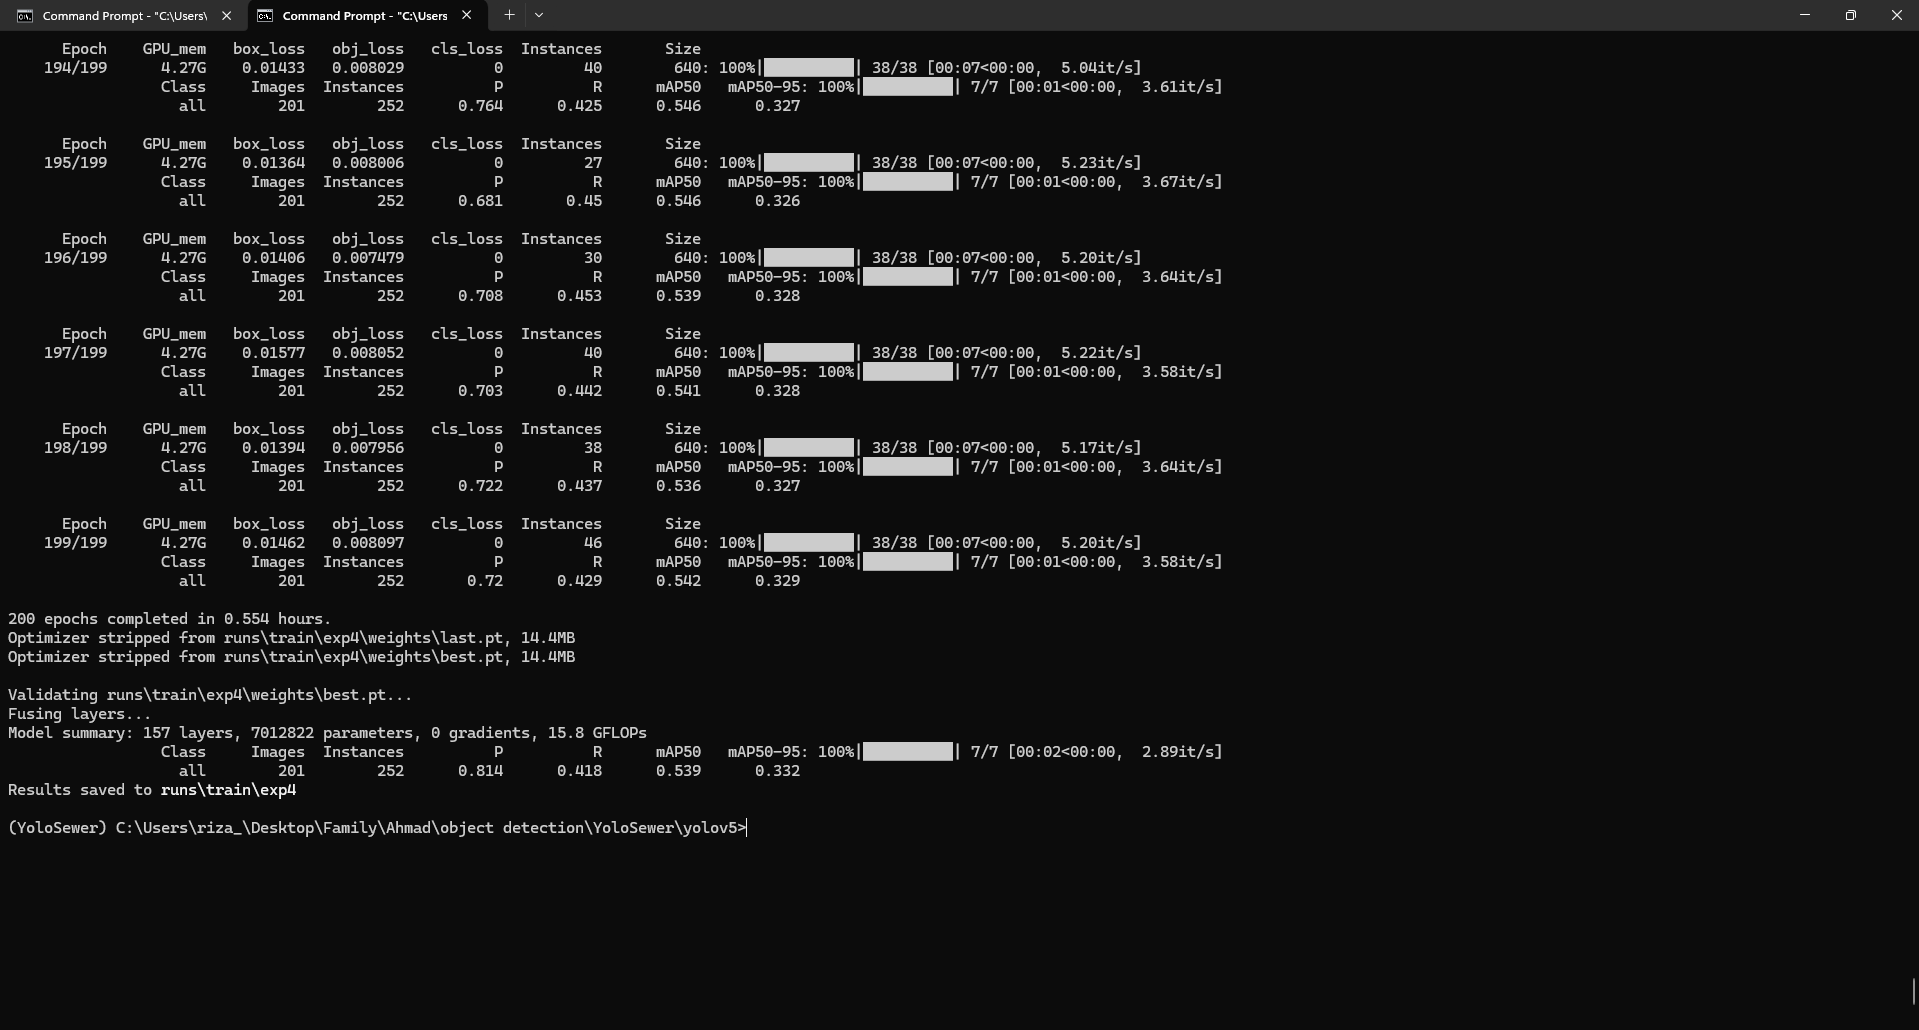 Command Prompt - "C:\Users\
Command Prompt - "C:\Users
Epoch GPU_mem box_loss obj_loss cls_loss Instances Size
194/199 4.27G 0.01433 0.008029 0 40 640: 100%|██████████| 38/38 [00:07<00:00, 5.04it/s]
Class Images Instances P R mAP50 mAP50-95: 100%|██████████| 7/7 [00:01<00:00, 3.61it/s]
all 201 252 0.764 0.425 0.546 0.327
Epoch GPU_mem box_loss obj_loss cls_loss Instances Size
195/199 4.27G 0.01364 0.008006 0 27 640: 100%|██████████| 38/38 [00:07<00:00, 5.23it/s]
Class Images Instances P R mAP50 mAP50-95: 100%|██████████| 7/7 [00:01<00:00, 3.67it/s]
all 201 252 0.681 0.45 0.546 0.326
Epoch GPU_mem box_loss obj_loss cls_loss Instances Size
196/199 4.27G 0.01406 0.007479 0 30 640: 100%|██████████| 38/38 [00:07<00:00, 5.20it/s]
Class Images Instances P R mAP50 mAP50-95: 100%|██████████| 7/7 [00:01<00:00, 3.64it/s]
all 201 252 0.708 0.453 0.539 0.328
Epoch GPU_mem box_loss obj_loss cls_loss Instances Size
197/199 4.27G 0.01577 0.008052 0 40 640: 100%|██████████| 38/38 [00:07<00:00, 5.22it/s]
Class Images Instances P R mAP50 mAP50-95: 100%|██████████| 7/7 [00:01<00:00, 3.58it/s]
all 201 252 0.703 0.442 0.541 0.328
Epoch GPU_mem box_loss obj_loss cls_loss Instances Size
198/199 4.27G 0.01394 0.007956 0 38 640: 100%|██████████| 38/38 [00:07<00:00, 5.17it/s]
Class Images Instances P R mAP50 mAP50-95: 100%|██████████| 7/7 [00:01<00:00, 3.64it/s]
all 201 252 0.722 0.437 0.536 0.327
Epoch GPU_mem box_loss obj_loss cls_loss Instances Size
199/199 4.27G 0.01462 0.008097 0 46 640: 100%|██████████| 38/38 [00:07<00:00, 5.20it/s]
Class Images Instances P R mAP50 mAP50-95: 100%|██████████| 7/7 [00:01<00:00, 3.58it/s]
all 201 252 0.72 0.429 0.542 0.329
200 epochs completed in 0.554 hours.
Optimizer stripped from runs\train\exp4\weights\last.pt, 14.4MB
Optimizer stripped from runs\train\exp4\weights\best.pt, 14.4MB
Validating runs\train\exp4\weights\best.pt...
Fusing layers...
Model summary: 157 layers, 7012822 parameters, 0 gradients, 15.8 GFLOPs
Class Images Instances P R mAP50 mAP50-95: 100%|██████████| 7/7 [00:02<00:00, 2.89it/s]
all 201 252 0.814 0.418 0.539 0.332
Results saved to runs\train\exp4
(YoloSewer) C:\Users\riza_\Desktop\Family\Ahmad\object detection\YoloSewer\yolov5>